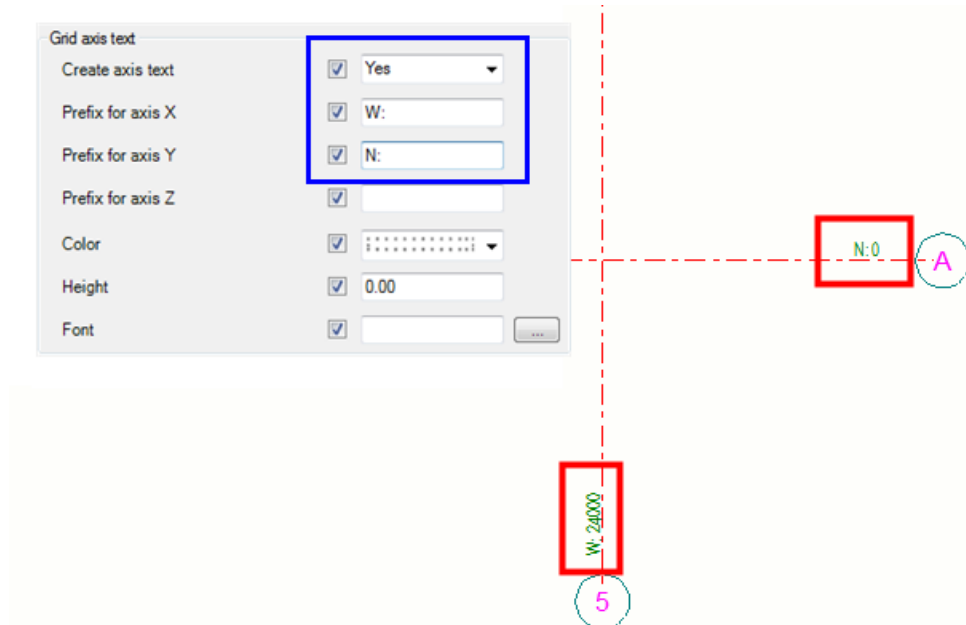 Grid axis text
Create axis text Yes
Prefix for axis X W:
Prefix for axis Y N:
Prefix for axis Z
Color
Height 0.00
Font ...
N:0
A
W: 24000
5